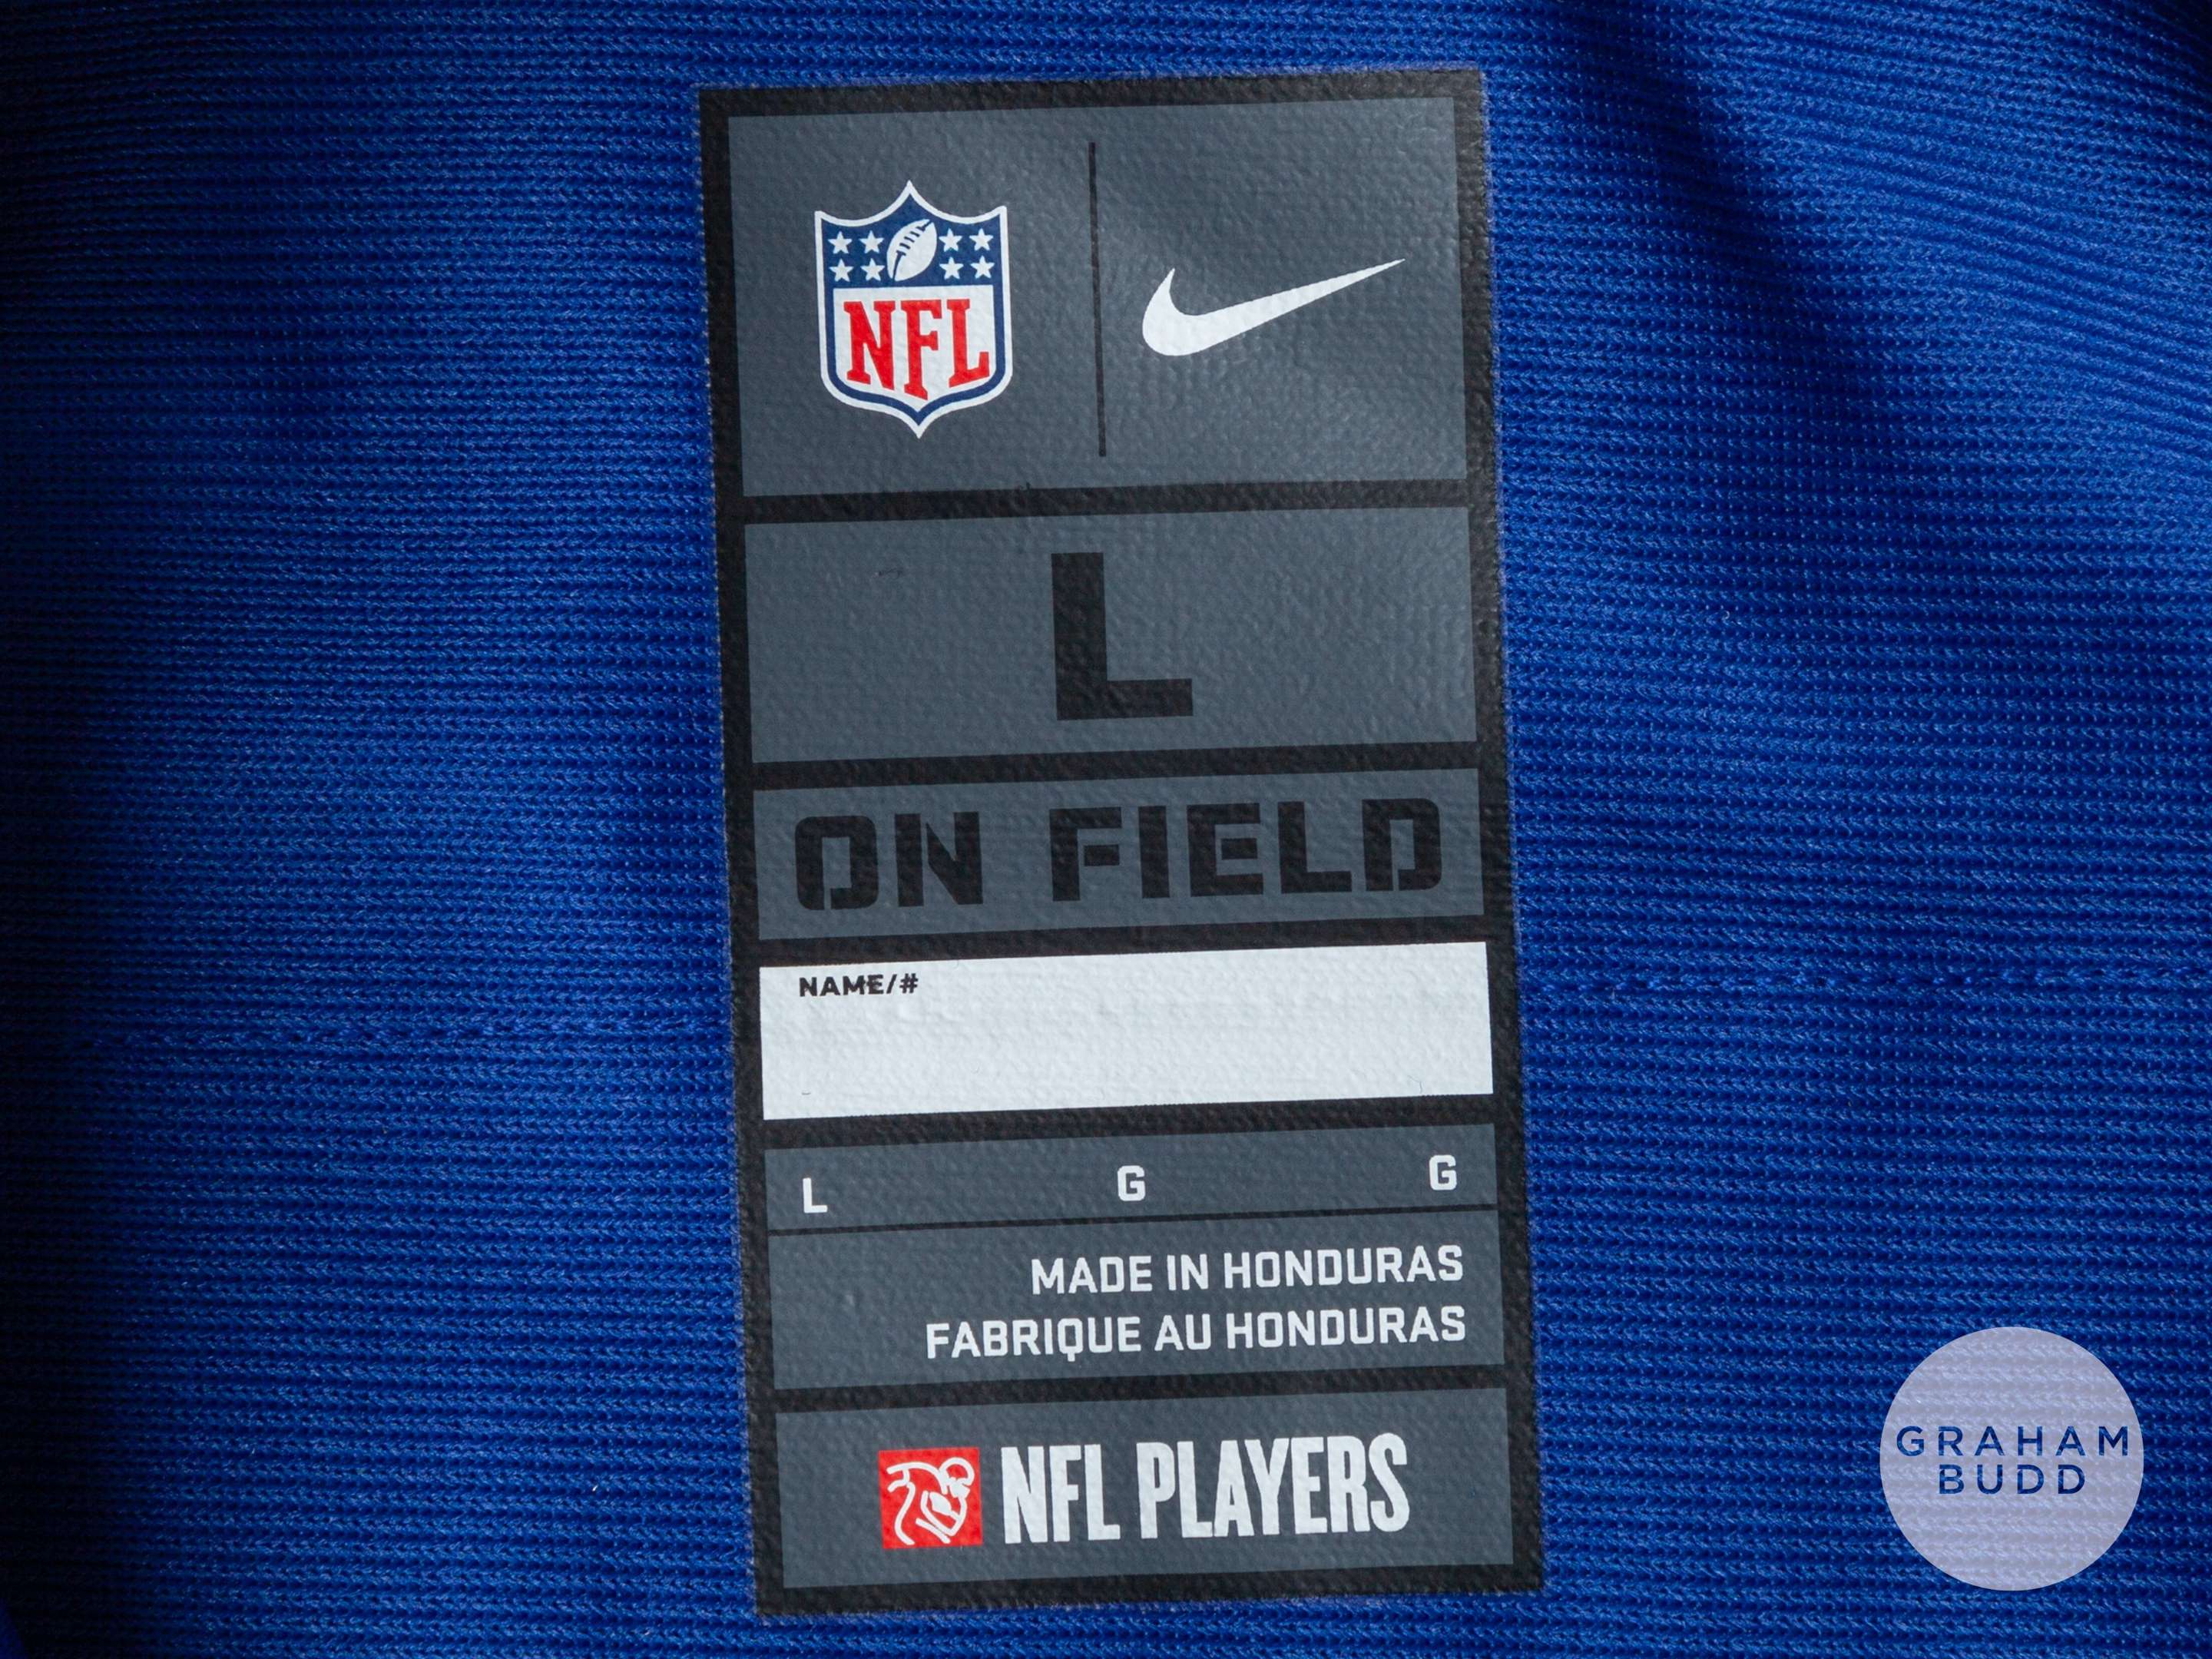 NFL
L
ON FIELD
NAME/#
L G G
MADE IN HONDURAS
FABRIQUE AU HONDURAS
NFL PLAYERS
GRAHAM
BUDD